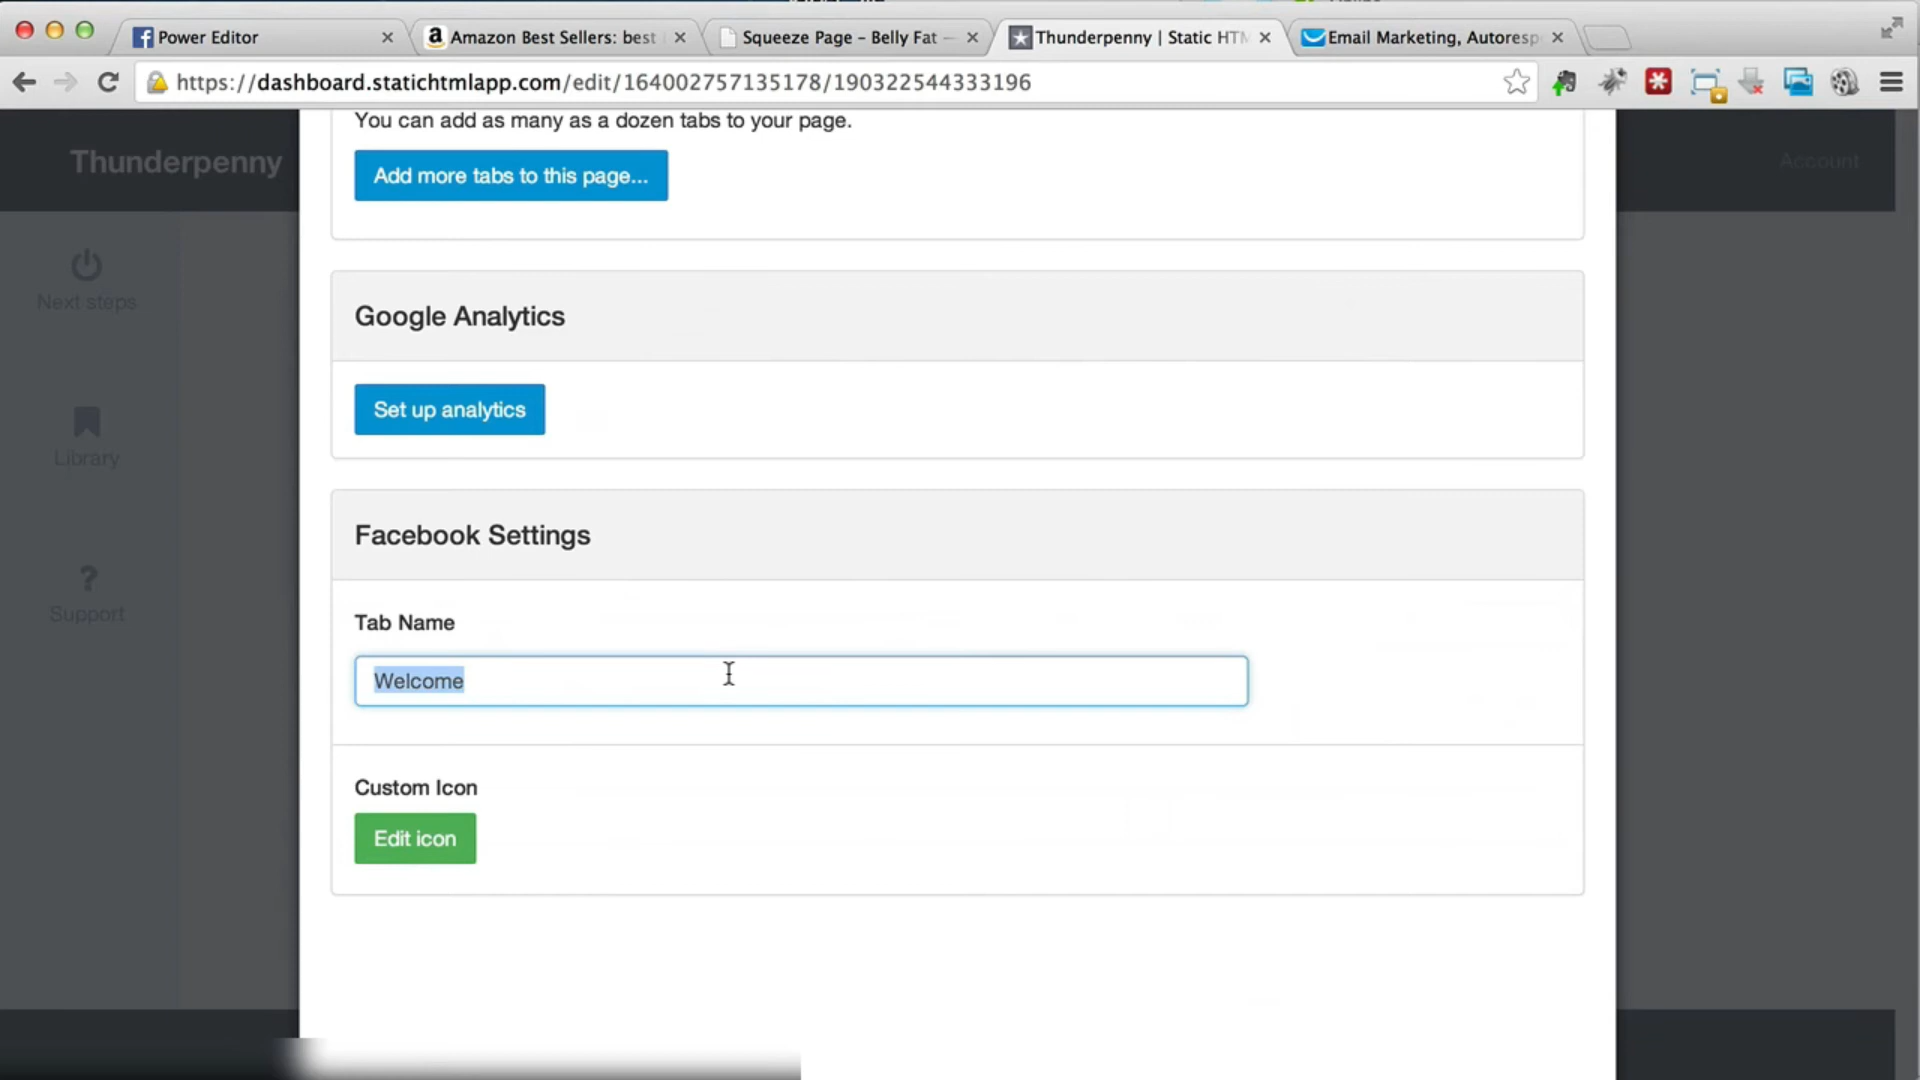 Power Editor
Amazon Best Sellers: best
Squeeze Page – Belly Fat –
Thunderpenny | Static HTM
Email Marketing, Autoresp
https://dashboard.statichtmlapp.com/edit/164002757135178/190322544333196
You can add as many as a dozen tabs to your page.
Thunderpenny
Account
Add more tabs to this page...
Next steps
Google Analytics
Set up analytics
Library
Facebook Settings
Support
Tab Name
Welcome
Custom Icon
Edit icon